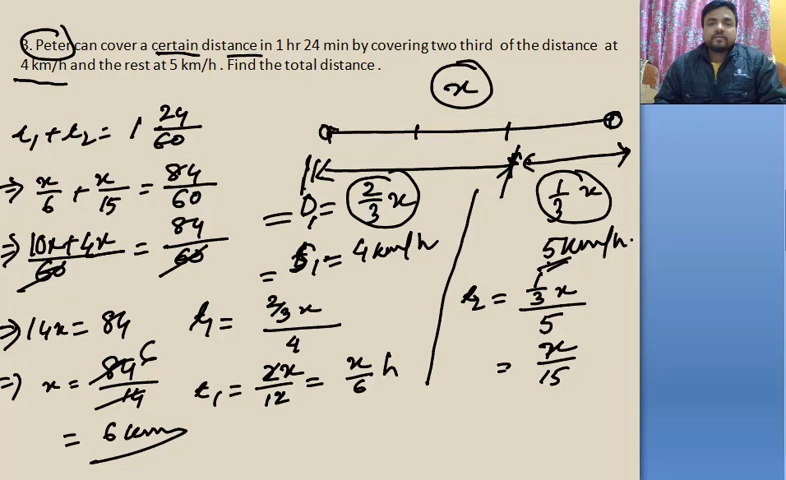 3. Peter can cover a certain distance in 1 hr 24 min by covering two third of the distance at
4 km/h and the rest at 5 km/h . Find the total distance .
x
t₁ + t₂ = 1 24/60
⇒ x/6 + x/15 = 84/60
⇒ (10x+4x)/60 = 84/60
⇒ 14x = 84
⇒ x = 84/14 6
= 6 km
= D₁ = 2/3 x
= S₁ = 4 km/h
t₁ = (2/3 x)/4
t₁ = 2x/12 = x/6 h
1/3 x
5 km/h.
t₂ = (1/3 x)/5
= x/15